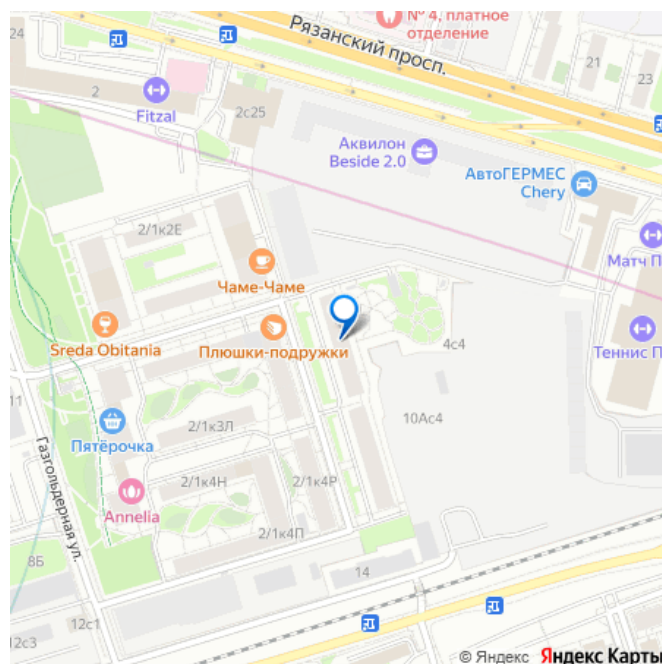 № 4, платное
отделение
Рязанский просп.
24
2
Fitzal
2с25
21
23
Аквилон
Beside 2.0
АвтоГЕРМЕС
Chery
2/1к2Е
Чаме-Чаме
Матч П
Sreda Obitania
Плюшки-подружки
4с4
Теннис П
11
2/1к3Л
10Ас4
Пятёрочка
Газгольдерная ул.
2/1к4Н
2/1к4Р
Annelia
2/1к4П
8Б
14
12с1
12с3
© Яндекс Яндекс Карты